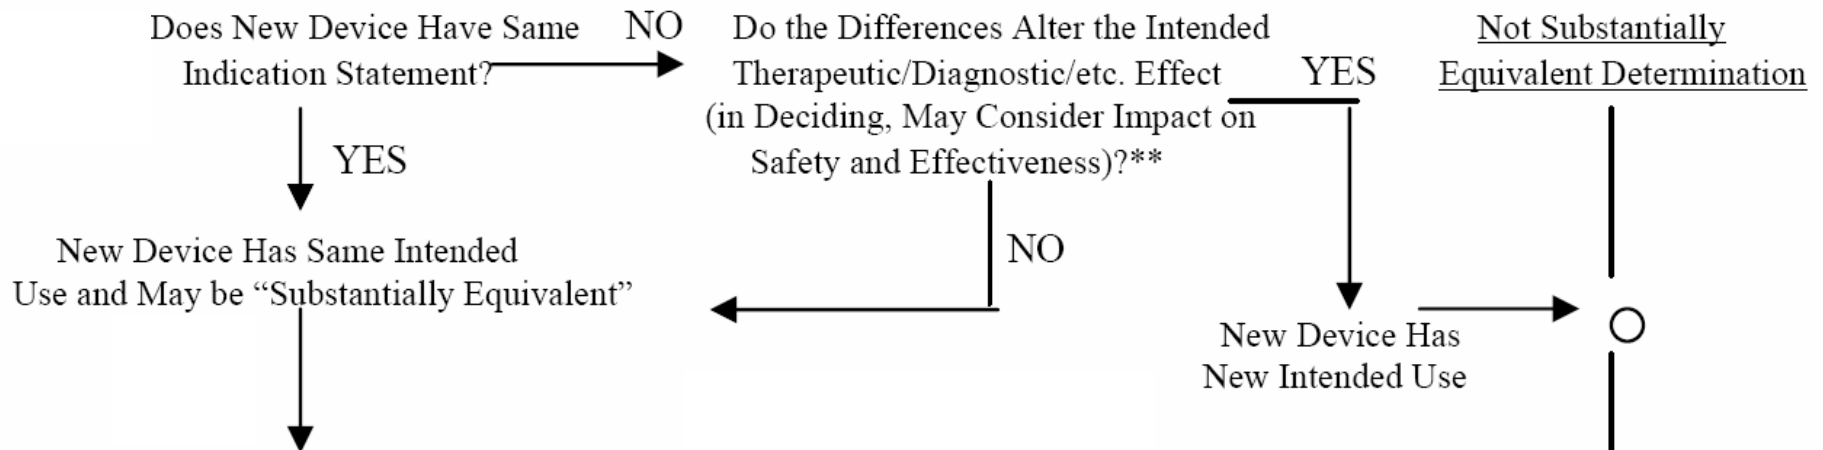 Does New Device Have Same
Indication Statement?
NO
Do the Differences Alter the Intended
Therapeutic/Diagnostic/etc. Effect
(in Deciding, May Consider Impact on
Safety and Effectiveness)?**
YES
Not Substantially
Equivalent Determination
YES
New Device Has Same Intended
Use and May be “Substantially Equivalent”
NO
New Device Has
New Intended Use